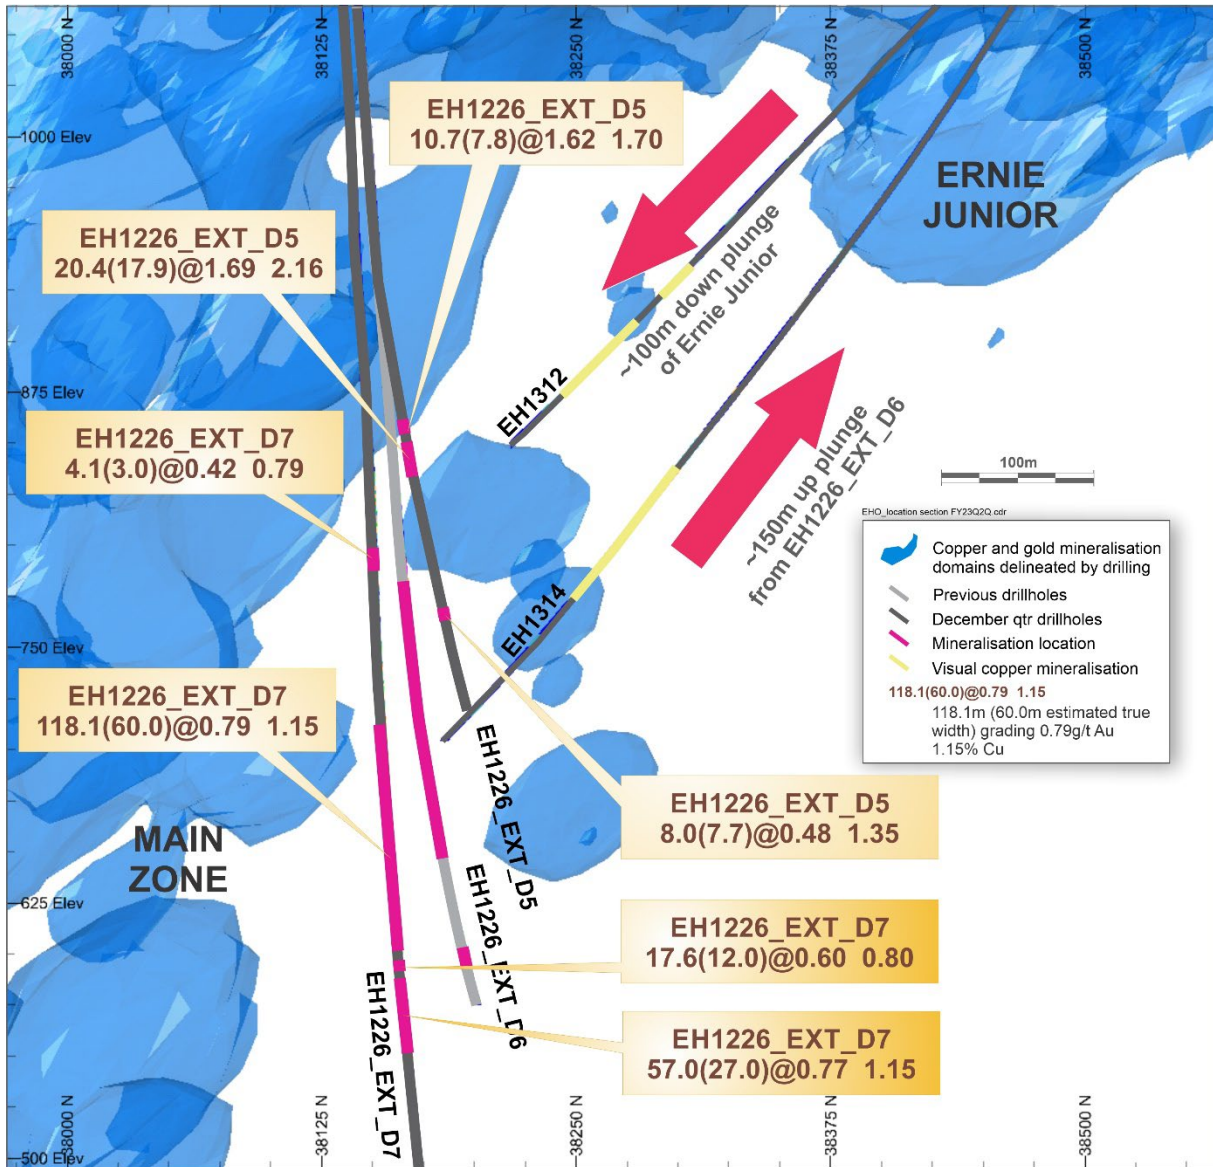 38000 N
38125 N
38250 N
38375 N
38500 N
1000 Elev
875 Elev
750 Elev
625 Elev
500 Elev
EH1226_EXT_D5
10.7(7.8)@1.62 1.70
EH1226_EXT_D5
20.4(17.9)@1.69 2.16
EH1226_EXT_D7
4.1(3.0)@0.42 0.79
EH1226_EXT_D7
118.1(60.0)@0.79 1.15
MAIN
ZONE
ERNIE
JUNIOR
~100m down plunge
of Ernie Junior
EH1312
~150m up plunge
from EH1226_EXT_D6
EH1314
100m
EHO_location section FY23Q2Q.cdr
Copper and gold mineralisation
domains delineated by drilling
Previous drillholes
December qtr drillholes
Mineralisation location
Visual copper mineralisation
118.1(60.0)@0.79 1.15
118.1m (60.0m estimated true
width) grading 0.79g/t Au
1.15% Cu
EH1226_EXT_D5
EH1226_EXT_D6
EH1226_EXT_D7
EH1226_EXT_D5
8.0(7.7)@0.48 1.35
EH1226_EXT_D7
17.6(12.0)@0.60 0.80
EH1226_EXT_D7
57.0(27.0)@0.77 1.15
38000 N
38125 N
38250 N
38375 N
38500 N